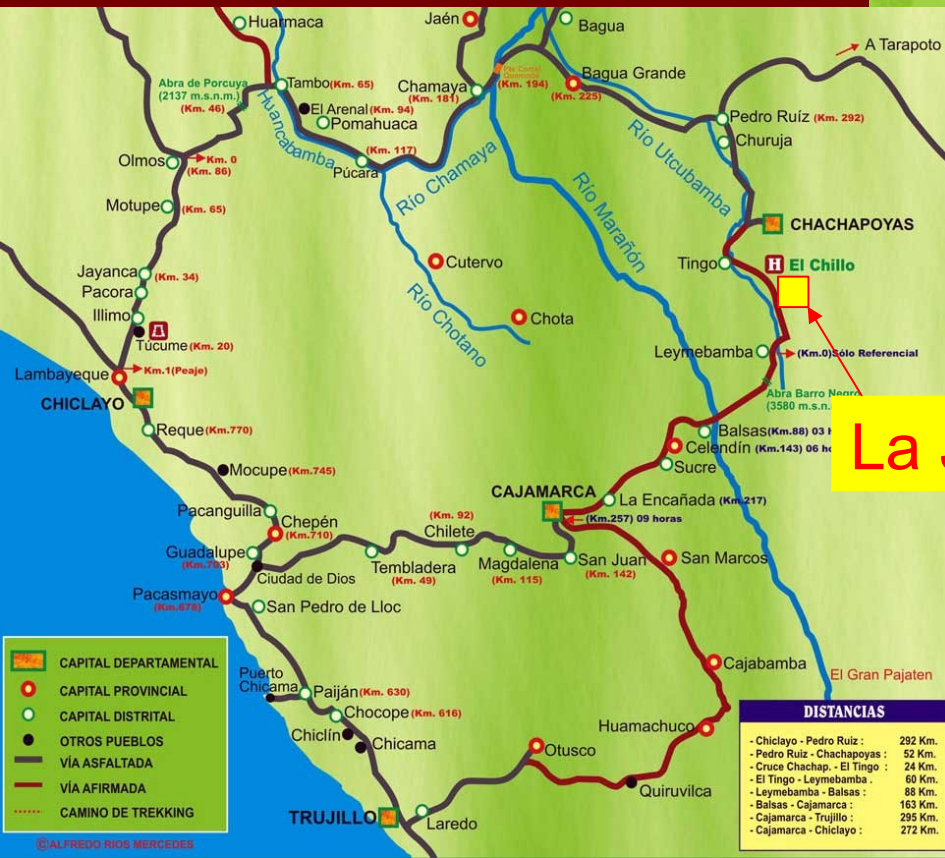 Huarmaca
Jaén
Bagua
A Tarapoto
Abra de Porcuya
(2137 m.s.n.m.)
(Km. 46)
Tambo (Km. 65)
Chamaya
(Km. 181)
(Km. 194)
Bagua Grande
(Km. 225)
El Arenal (Km. 94)
Pomahuaca
Huancabamba
Pedro Ruíz (Km. 292)
Churuja
Río Utcubamba
Olmos
Km. 0
(Km. 86)
(Km. 117)
Púcara
Río Chamaya
Río Marañón
Motupe (Km. 65)
CHACHAPOYAS
Cutervo
Tingo
H El Chillo
Jayanca (Km. 34)
Pacora
Illimo
Túcume (Km. 20)
Río Chotano
Chota
Leymebamba
(Km.0) Sólo Referencial
Lambayeque
Km.1(Peaje)
CHICLAYO
Abra Barro Negro
(3580 m.s.n.
La
Reque (Km.770)
Balsas (Km.88) 03
Celendín (Km.143) 06
Sucre
Mocupe (Km.745)
CAJAMARCA
La Encañada (Km.217)
(Km.257) 09 horas
Pacanguilla
Chepén
(Km.710)
(Km. 92)
Chilete
Guadalupe
(Km.703)
Ciudad de Dios
Tembladera
(Km. 49)
Magdalena
(Km. 115)
San Juan
(Km. 142)
San Marcos
Pacasmayo
(Km.678)
San Pedro de Lloc
Cajabamba
El Gran Pajaten
Puerto
Chicama
Paiján (Km. 630)
Chocope (Km. 616)
Chiclín
Chicama
Huamachuco
Otusco
Quiruvilca
TRUJILLO
Laredo
CAPITAL DEPARTAMENTAL
CAPITAL PROVINCIAL
CAPITAL DISTRITAL
OTROS PUEBLOS
VÍA ASFALTADA
VÍA AFIRMADA
CAMINO DE TREKKING
©ALFREDO RIOS MERCEDES
DISTANCIAS
- Chiclayo - Pedro Ruiz : 292 Km.
- Pedro Ruiz - Chachapoyas : 52 Km.
- Cruce Chachap. - El Tingo : 24 Km.
- El Tingo - Leymebamba . 60 Km.
- Leymebamba - Balsas : 88 Km.
- Balsas - Cajamarca : 163 Km.
- Cajamarca - Trujillo : 295 Km.
- Cajamarca - Chiclayo : 272 Km.